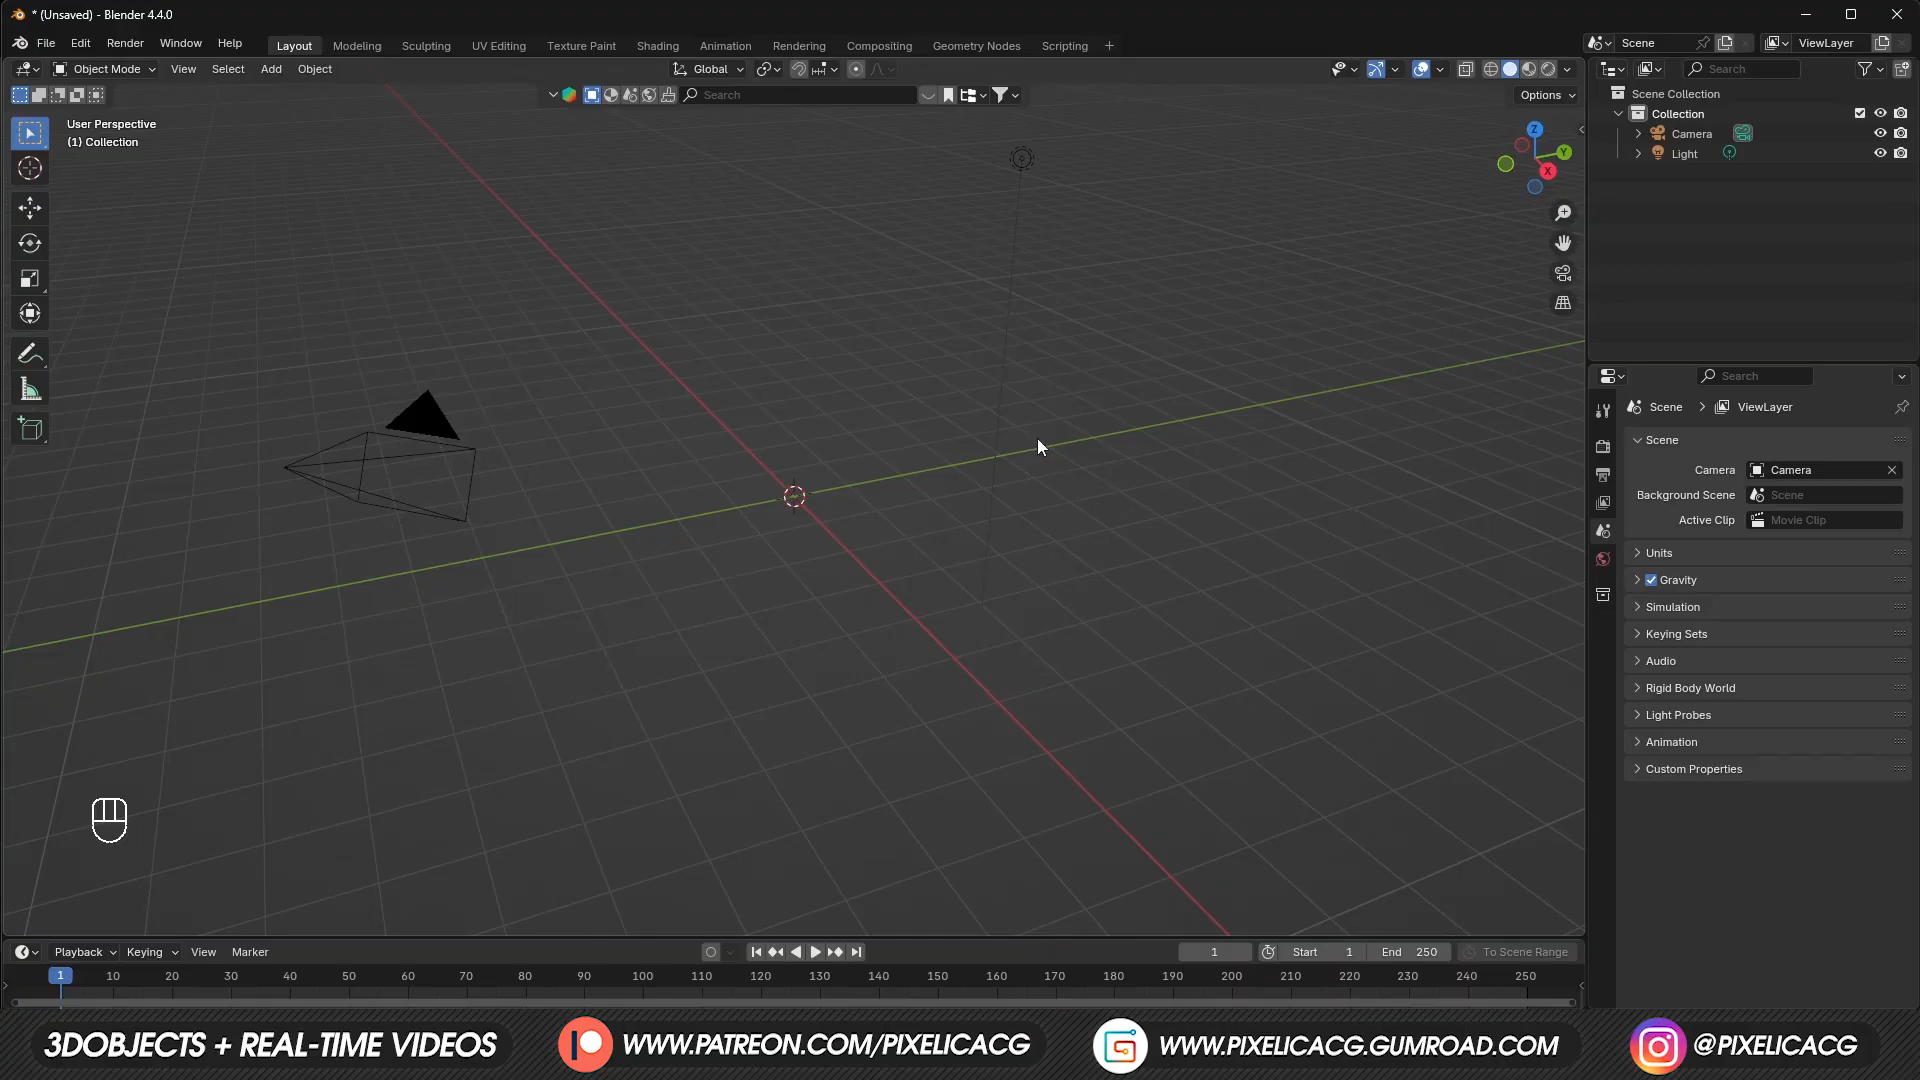 * (Unsaved) - Blender 4.4.0
File Edit Render Window Help Layout Modeling Sculpting UV Editing Texture Paint Shading Animation Rendering Compositing Geometry Nodes Scripting + Scene ViewLayer
Object Mode View Select Add Object Global Search
Search Options
User Perspective
(1) Collection
Z
Y
X
Scene Collection
Collection
Camera
Light
Search
Scene > ViewLayer
Scene
Camera Camera
Background Scene Scene
Active Clip Movie Clip
Units
Gravity
Simulation
Keying Sets
Audio
Rigid Body World
Light Probes
Animation
Custom Properties
Playback Keying View Marker 1 Start 1 End 250 To Scene Range
1 10 20 30 40 50 60 70 80 90 100 110 120 130 140 150 160 170 180 190 200 210 220 230 240 250
3DOBJECTS + REAL-TIME VIDEOS WWW.PATREON.COM/PIXELICACG WWW.PIXELICACG.GUMROAD.COM @PIXELICACG